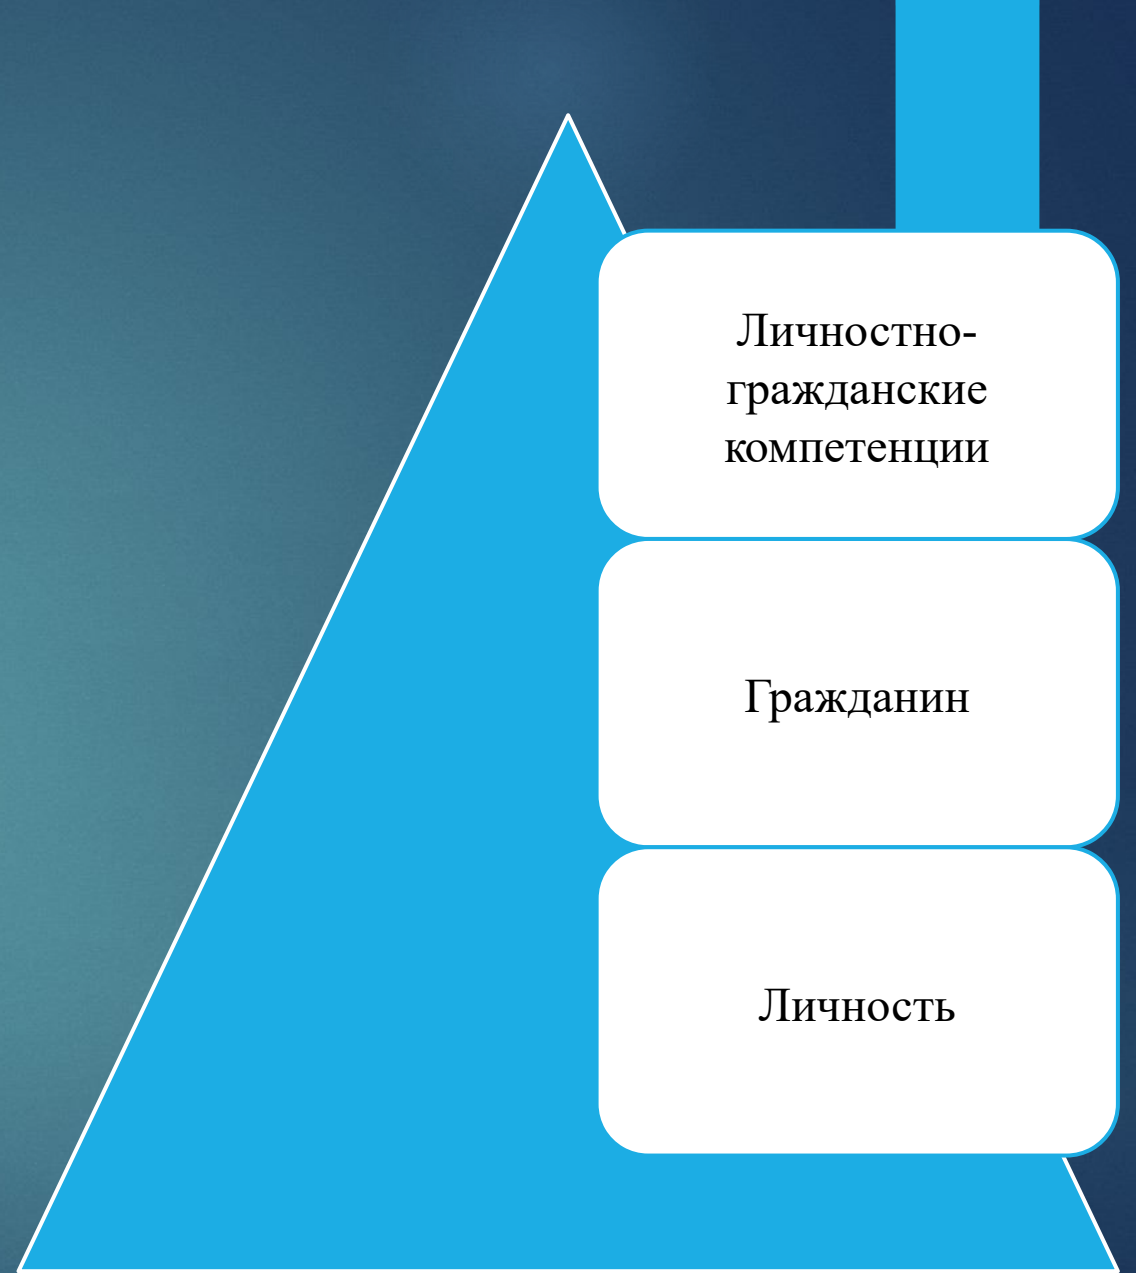 Личностно-
гражданские
компетенции
Гражданин
Личность